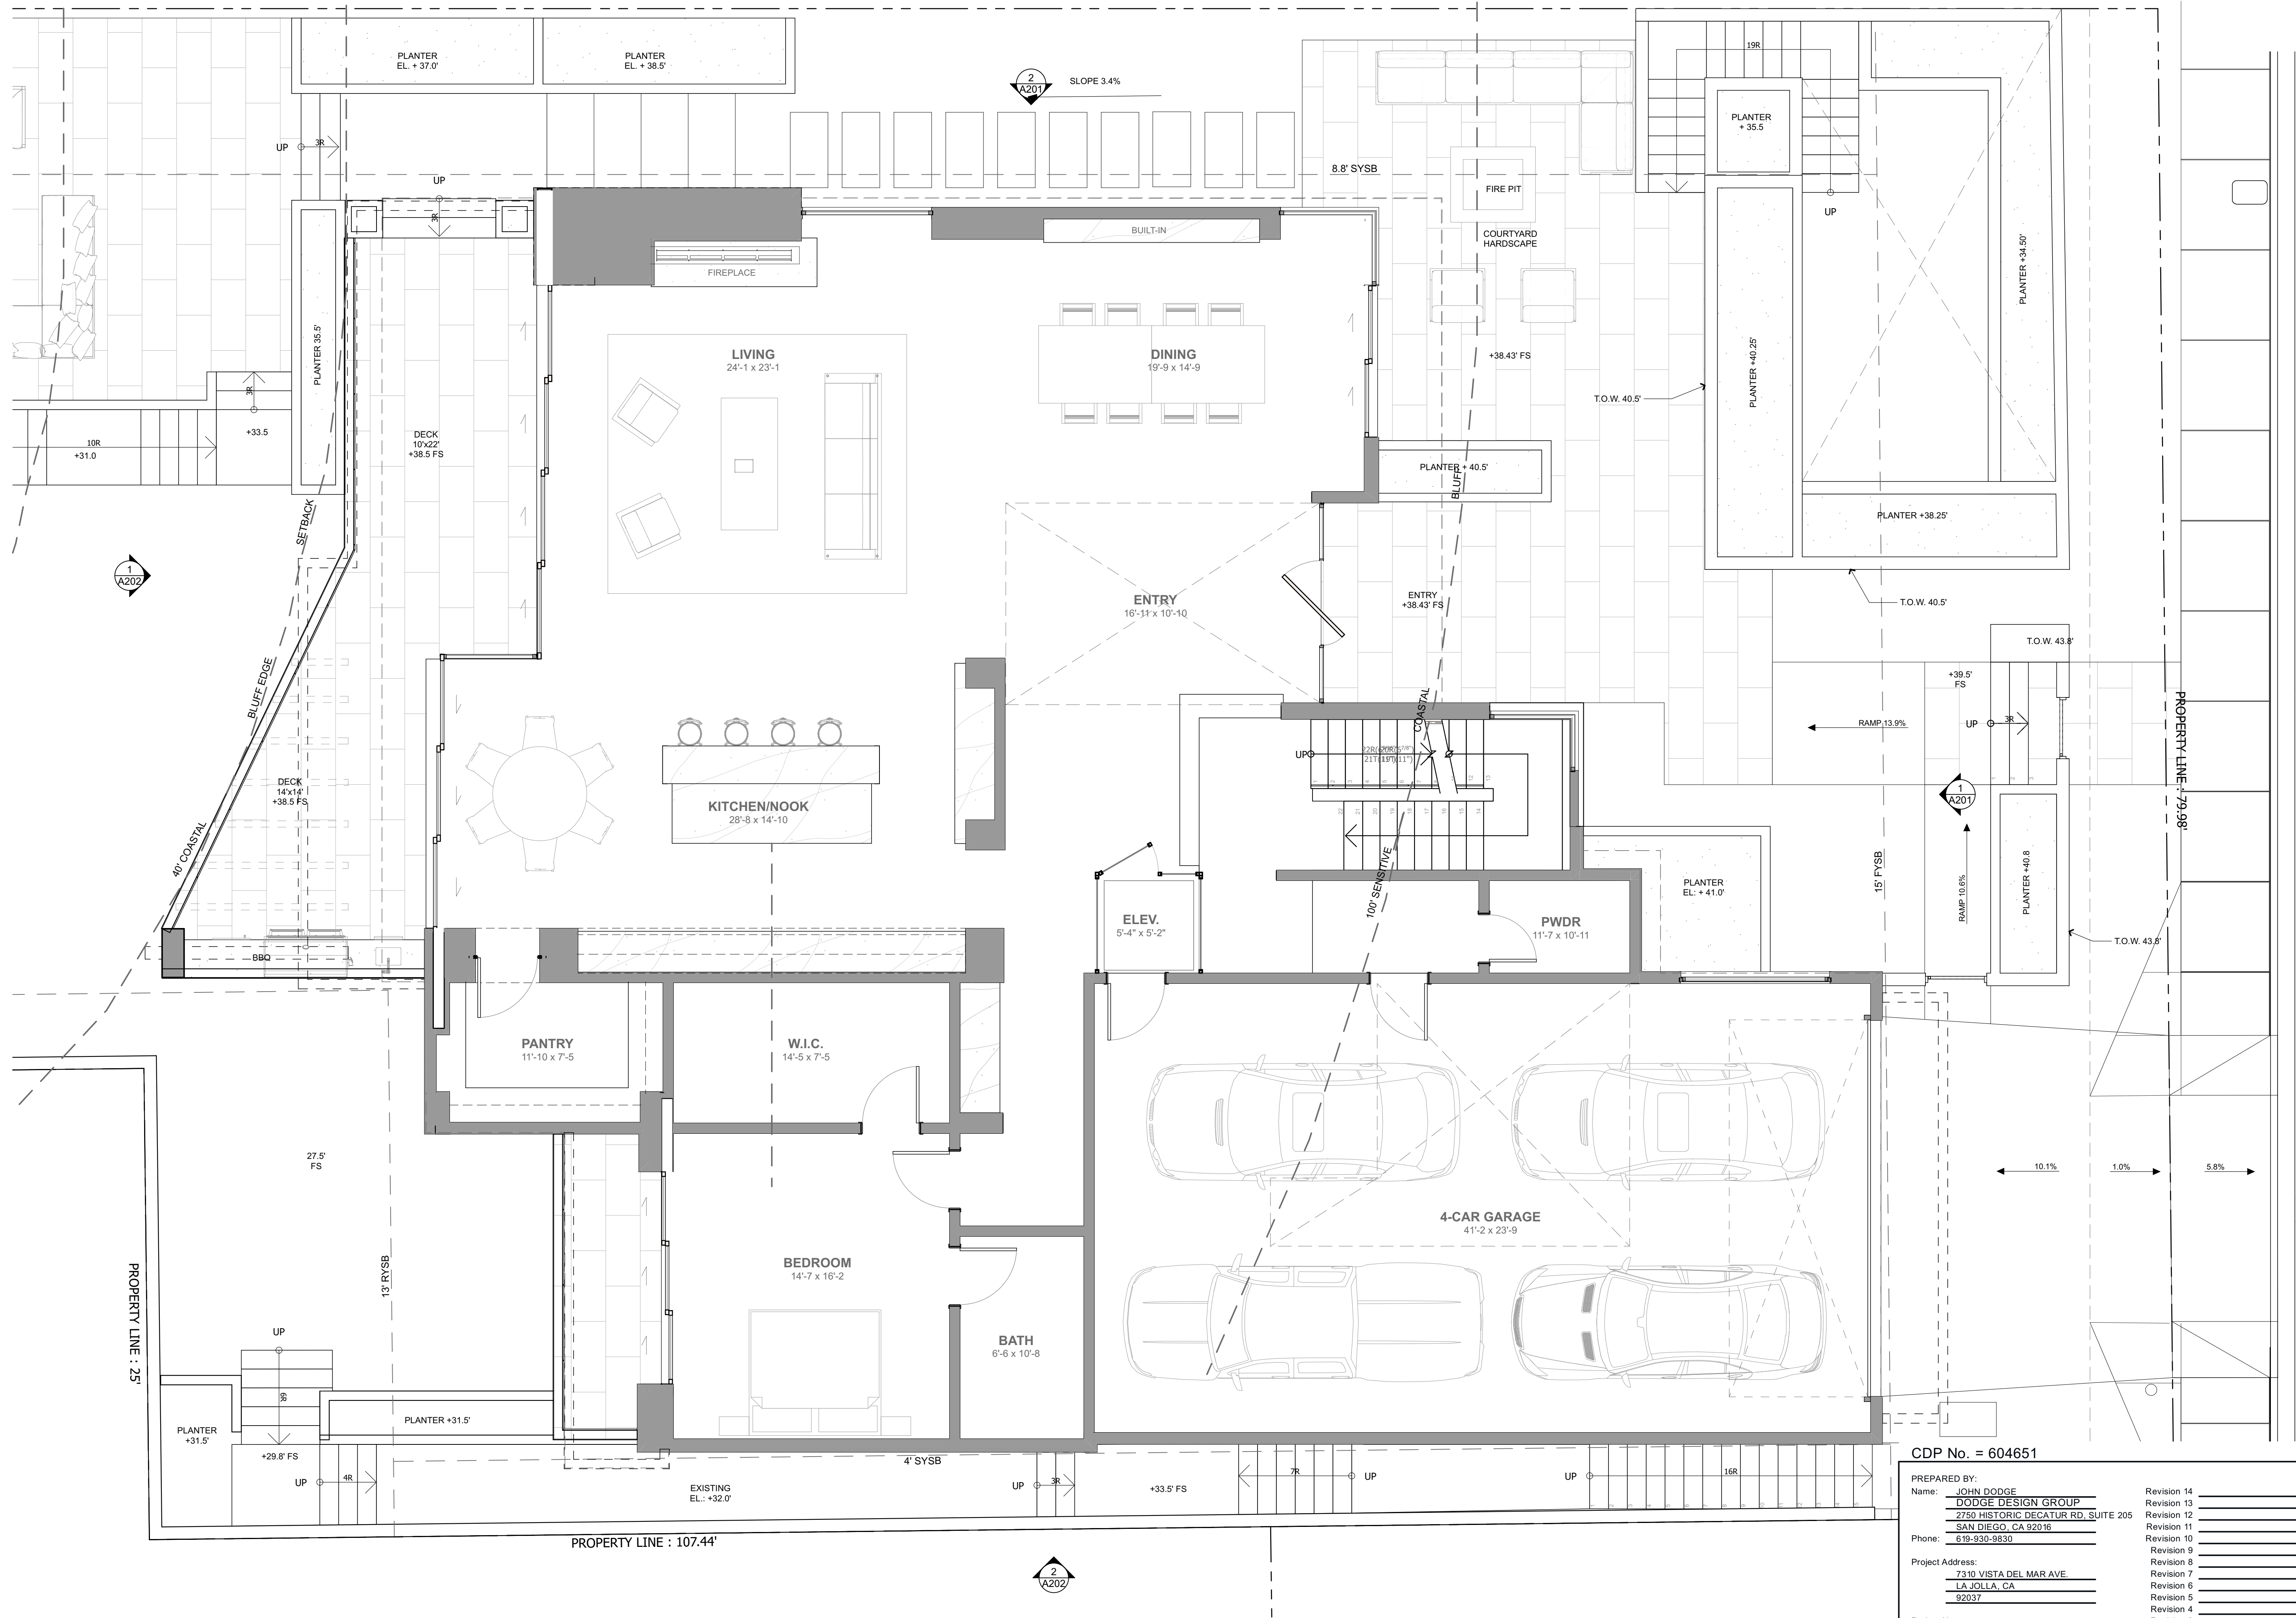 PLANTER
EL. + 37.0'
PLANTER
EL. + 38.5'
2
A201
SLOPE 3.4%
19R
PLANTER
+ 35.5
UP
3R
UP
3R
8.8' SYSB
FIRE PIT
UP
COURTYARD
HARDSCAPE
BUILT-IN
FIREPLACE
PLANTER +34.50'
PLANTER 35.5'
LIVING
24'-1 x 23'-1
DINING
19'-9 x 14'-9
+38.43' FS
PLANTER +40.25'
T.O.W. 40.5'
3R
+33.5
10R
+31.0
DECK
10'x22'
+38.5 FS
PLANTER + 40.5'
BLUFF
SETBACK
PLANTER +38.25'
1
A202
ENTRY
16'-11 x 10'-10
ENTRY
+38.43' FS
T.O.W. 40.5'
T.O.W. 43.8'
BLUFF EDGE
+39.5'
FS
COASTAL
UP
3R
RAMP 13.9%
PROPERTY LINE : 79.98'
UP
DECK
14'x14'
+38.5 FS
KITCHEN/NOOK
28'-8 x 14'-10
1
A201
40' COASTAL
100' SENSITIVE
15' FYSB
RAMP 10.6%
PLANTER +40.8
PLANTER
EL: + 41.0'
ELEV.
5'-4" x 5'-2"
PWDR
11'-7 x 10'-11
T.O.W. 43.8'
BBQ
PANTRY
11'-10 x 7'-5
W.I.C.
14'-5 x 7'-5
27.5'
FS
10.1%
1.0%
5.8%
4-CAR GARAGE
41'-2 x 23'-9
PROPERTY LINE : 25'
13' RYSB
BEDROOM
14'-7 x 16'-2
BATH
6'-6 x 10'-8
UP
6R
PLANTER
+31.5'
PLANTER +31.5'
+29.8' FS
UP
4R
4' SYSB
EXISTING
EL.: +32.0'
UP
3R
+33.5' FS
7R
UP
UP
16R
PROPERTY LINE : 107.44'
2
A202
CDP No. = 604651
PREPARED BY:
Name: JOHN DODGE
DODGE DESIGN GROUP
2750 HISTORIC DECATUR RD, SUITE 205
SAN DIEGO, CA 92016
Phone: 619-930-9830
Project Address:
7310 VISTA DEL MAR AVE.
LA JOLLA, CA
92037
Revision 14
Revision 13
Revision 12
Revision 11
Revision 10
Revision 9
Revision 8
Revision 7
Revision 6
Revision 5
Revision 4